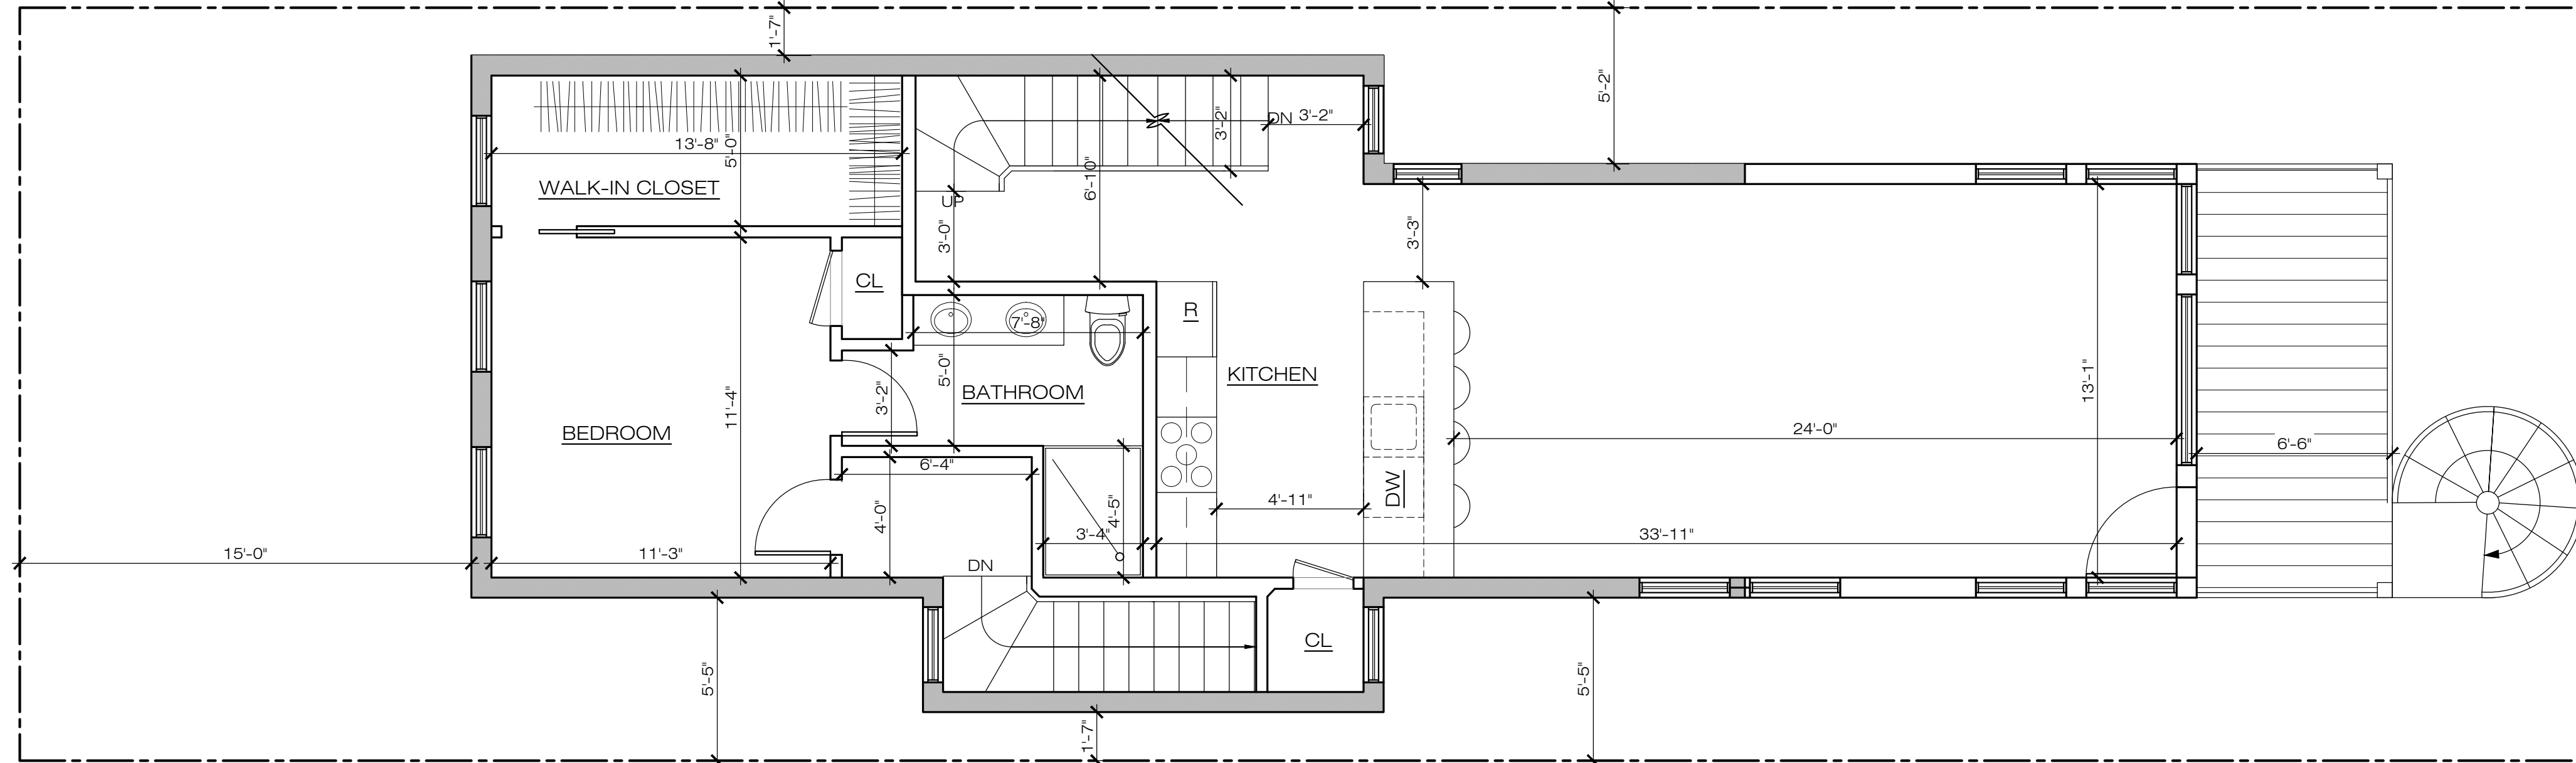 1'-7"
5'-2"
3'-2"
DN 3'-2"
13'-8"
5'-0"
6'-10"
WALK-IN CLOSET
UP
3'-0"
3'-3"
CL
R
7'-8"
KITCHEN
5'-0"
13'-1"
BATHROOM
3'-2"
11'-4"
BEDROOM
24'-0"
6'-6"
6'-4"
DW
4'-11"
4'-0"
4'-5"
3'-4"
33'-11"
15'-0"
11'-3"
DN
CL
5'-5"
5'-5"
1'-7"